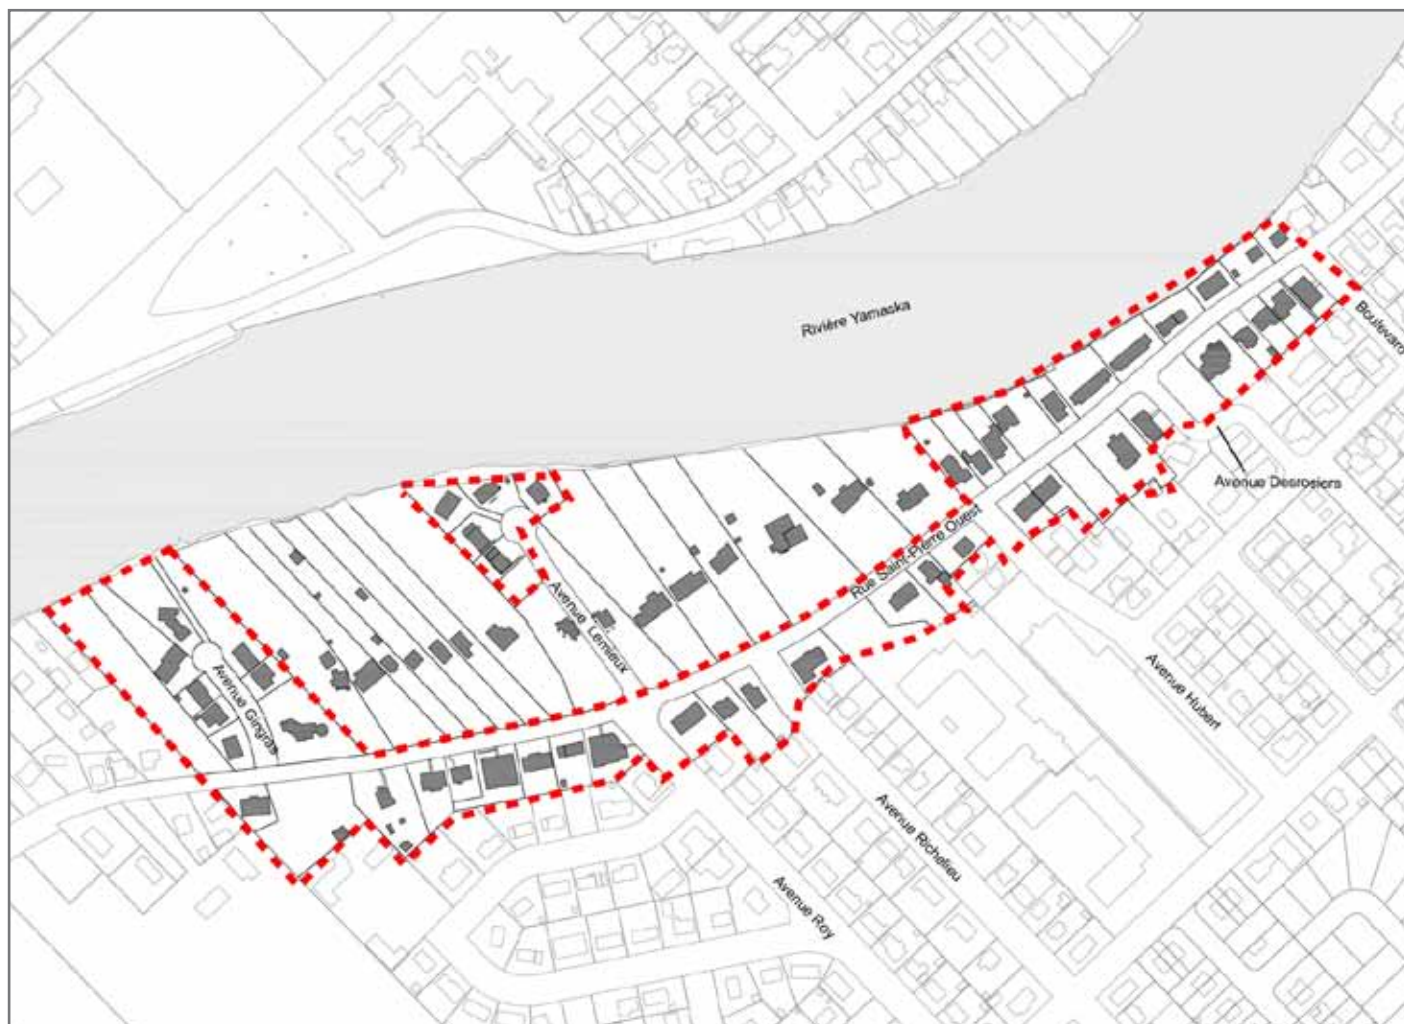 Rivière Yamaska
Boulevard
Avenue Desrosiers
Rue Saint-Pierre Ouest
Avenue Lemieux
Avenue Gingras
Avenue Hubert
Avenue Richelieu
Avenue Roy